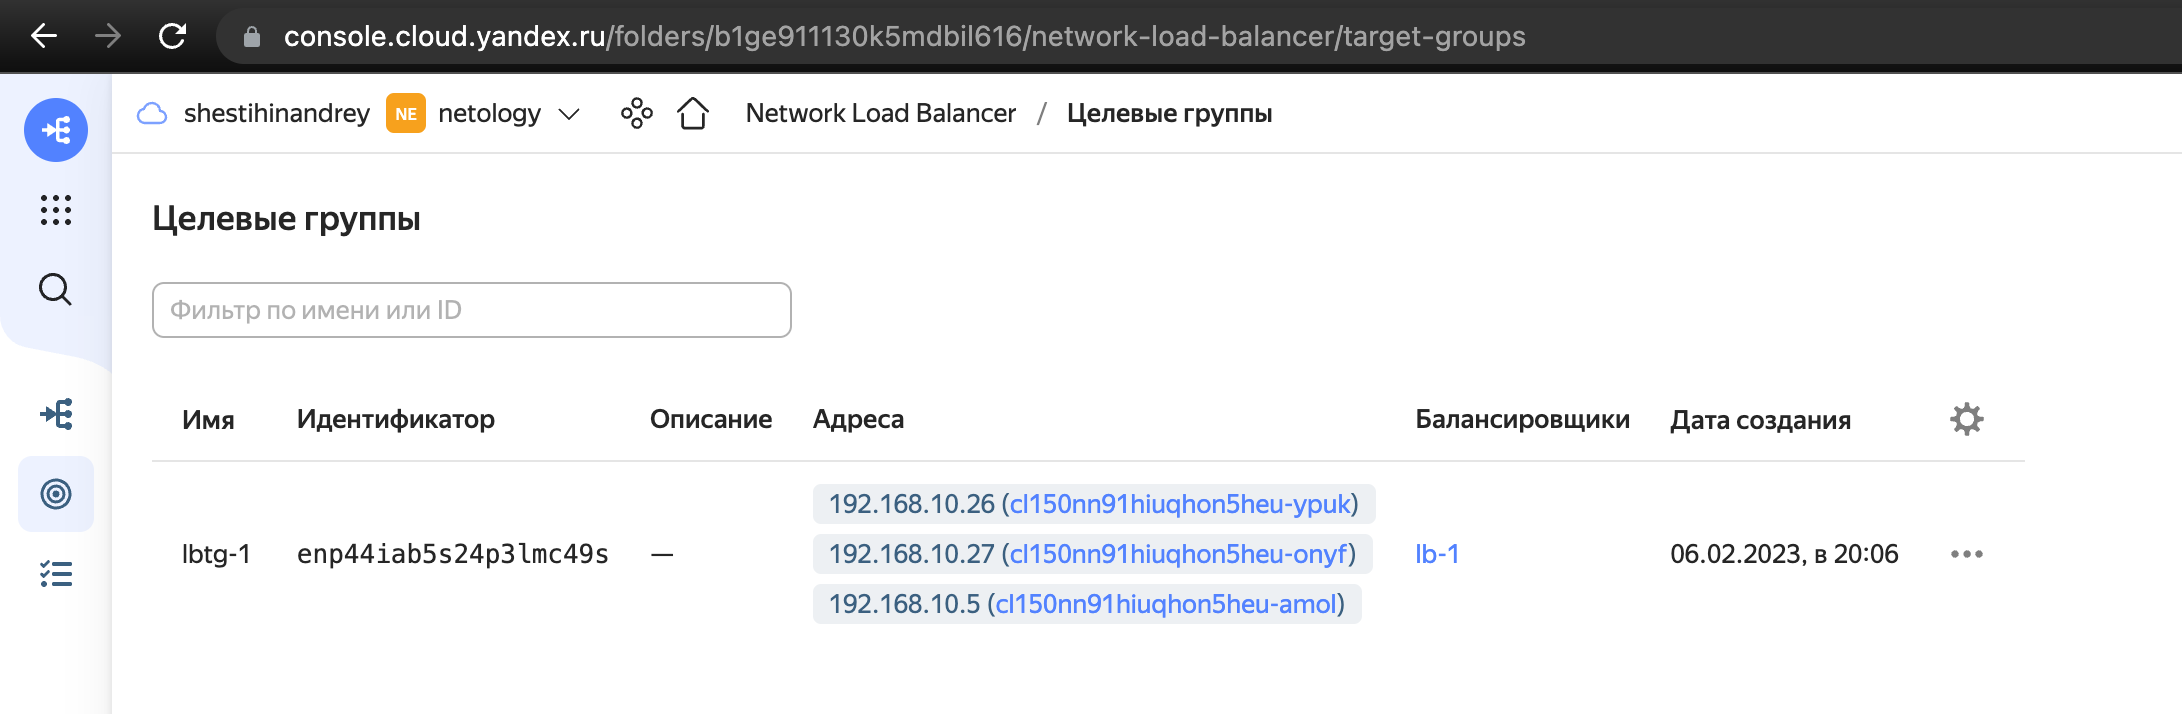 console.cloud.yandex.ru/folders/b1ge911130k5mdbil616/network-load-balancer/target-groups
shestihinandrey NE netology Network Load Balancer / Целевые группы
Целевые группы
Фильтр по имени или ID
Имя Идентификатор Описание Адреса Балансировщики Дата создания
192.168.10.26 (cl150nn91hiuqhon5heu-ypuk)
lbtg-1 enp44iab5s24p3lmc49s — 192.168.10.27 (cl150nn91hiuqhon5heu-onyf) lb-1 06.02.2023, в 20:06
192.168.10.5 (cl150nn91hiuqhon5heu-amol)